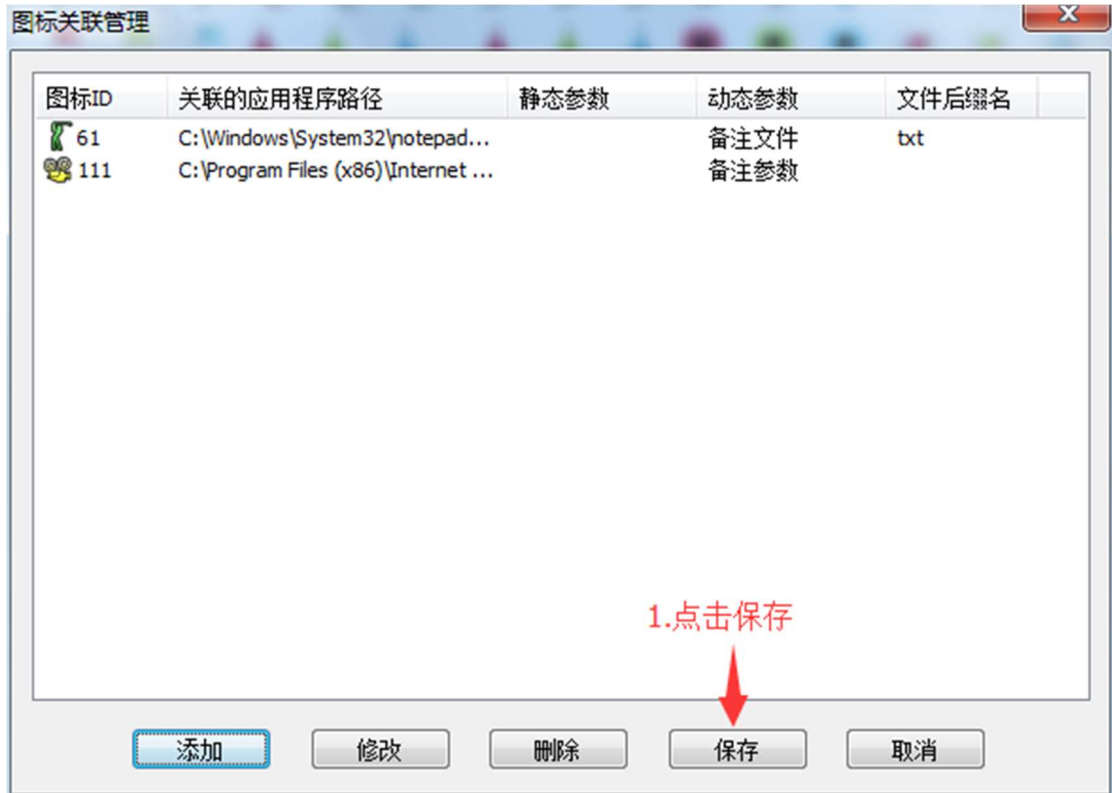 图标关联管理
图标ID 关联的应用程序路径 静态参数 动态参数 文件后缀名
61 C:\Windows\System32\notepad... 备注文件 txt
111 C:\Program Files (x86)\Internet ... 备注参数
1.点击保存
添加 修改 删除 保存 取消